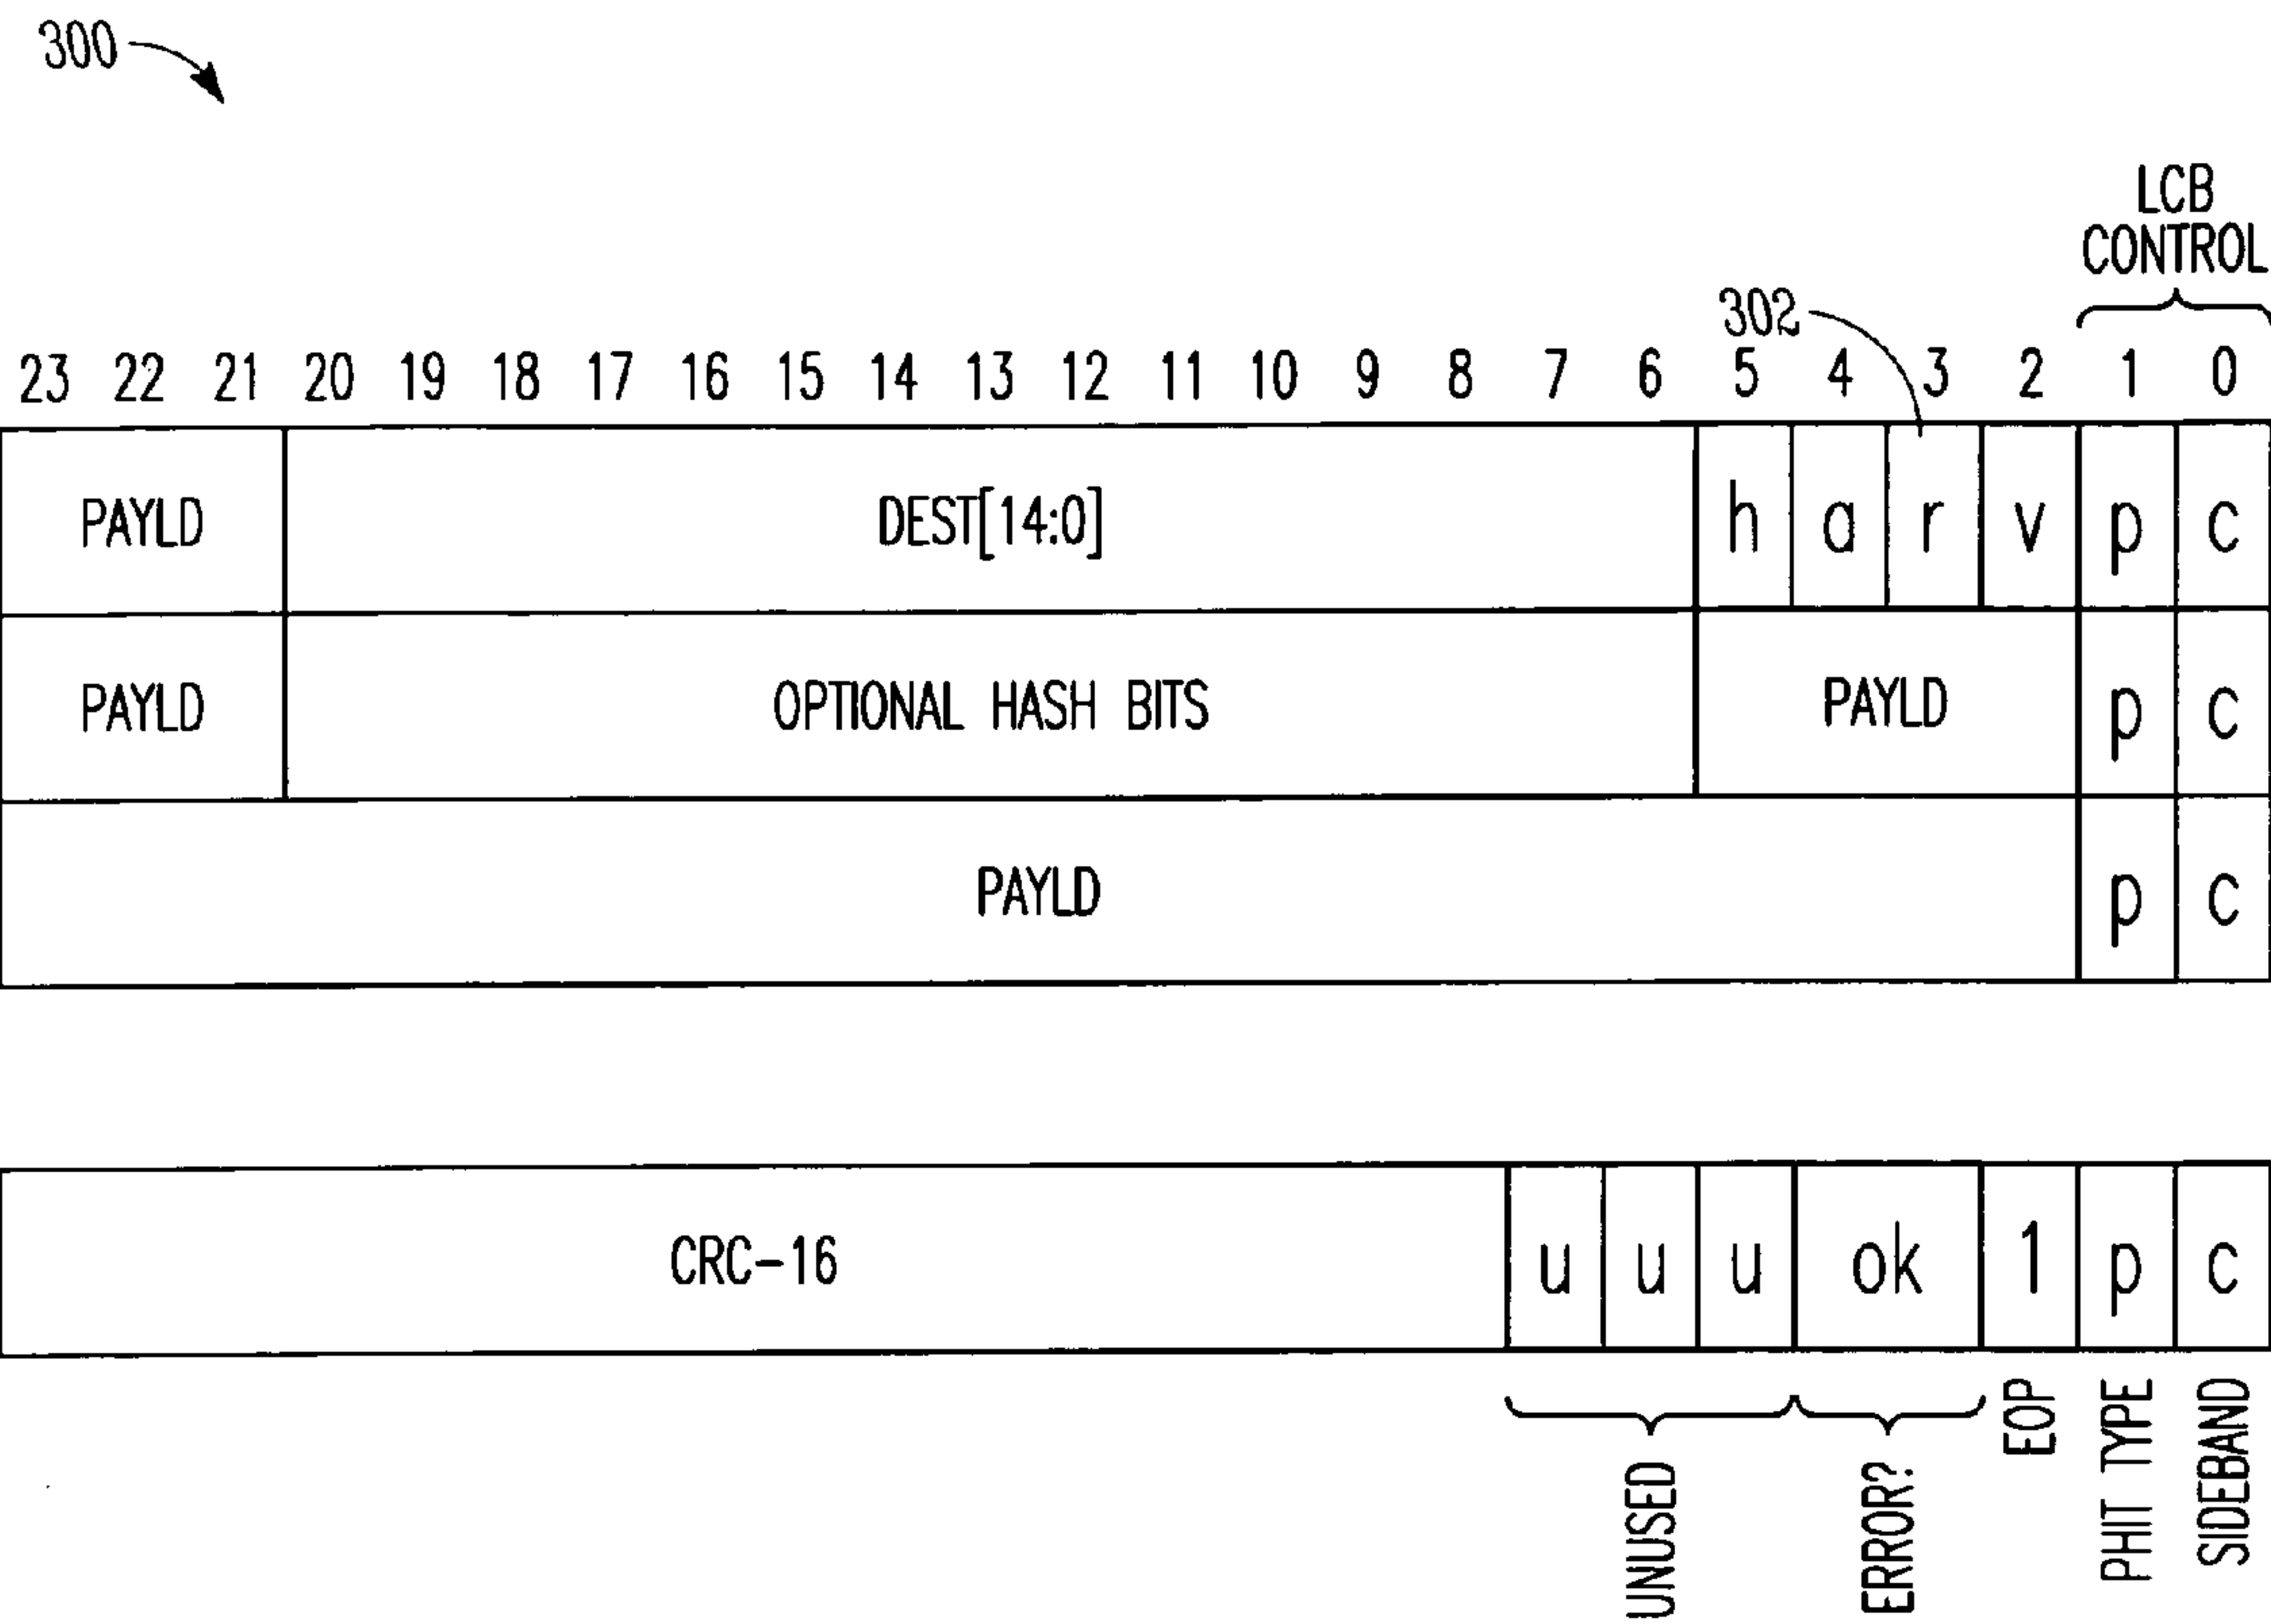 300
LCB
CONTROL
302
23 22 21 20 19 18 17 16 15 14 13 12 11 10 9 8 7 6 5 4 3 2 1 0
PAYLD DEST[14:0] h a r v p c
PAYLD OPTIONAL HASH BITS PAYLD p c
PAYLD p c
CRC-16 u u u ok 1 p c
UNUSED
ERROR?
EOP
PHIT TYPE
SIDEBAND